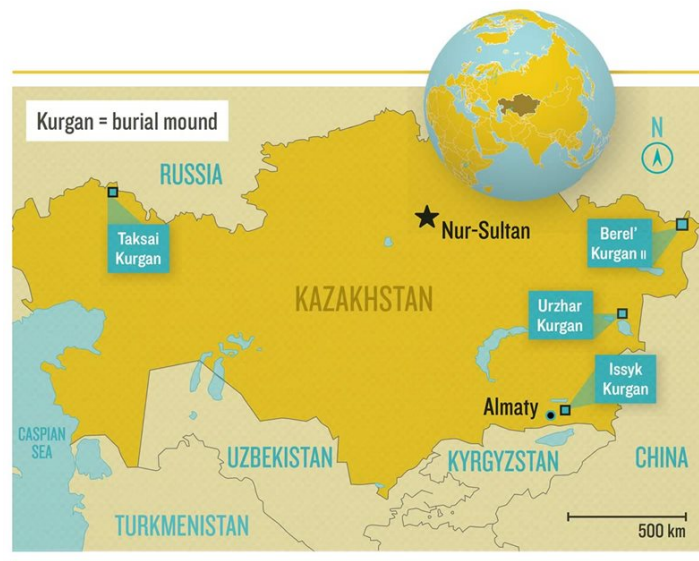 Kurgan = burial mound
N
RUSSIA
Taksai
Kurgan
Nur-Sultan
Berel'
Kurgan II
KAZAKHSTAN
Urzhar
Kurgan
Issyk
Kurgan
Almaty
CASPIAN
SEA
UZBEKISTAN
KYRGYZSTAN
CHINA
TURKMENISTAN
500 km